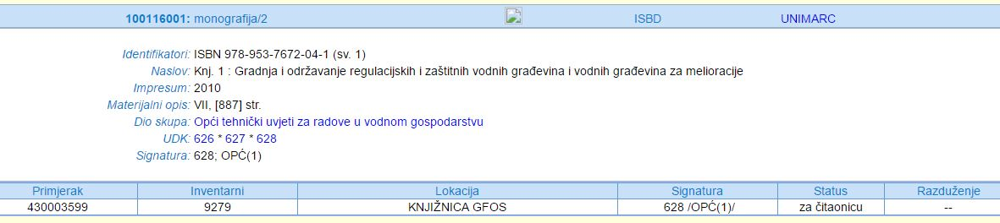 100116001: monografija/2 ISBD UNIMARC
Identifikatori: ISBN 978-953-7672-04-1 (sv. 1)
Naslov: Knj. 1 : Gradnja i održavanje regulacijskih i zaštitnih vodnih građevina i vodnih građevina za melioracije
Impresum: 2010
Materijalni opis: VII, [887] str.
Dio skupa: Opći tehnički uvjeti za radove u vodnom gospodarstvu
UDK: 626 * 627 * 628
Signatura: 628; OPĆ(1)
Primjerak Inventarni Lokacija Signatura Status Razduženje
430003599 9279 KNJIŽNICA GFOS 628 /OPĆ(1)/ za čitaonicu --